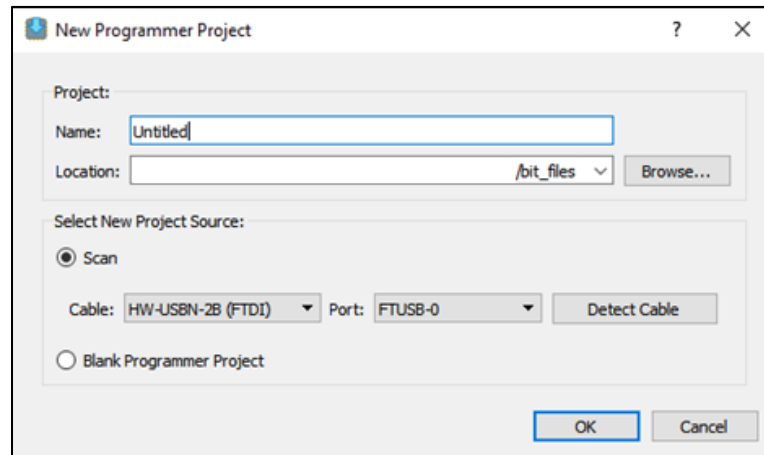 New Programmer Project ?
Project:
Name: Untitled
Location: /bit_files Browse...
Select New Project Source:
Scan
Cable: HW-USBN-2B (FTDI) Port: FTUSB-0 Detect Cable
Blank Programmer Project
OK Cancel